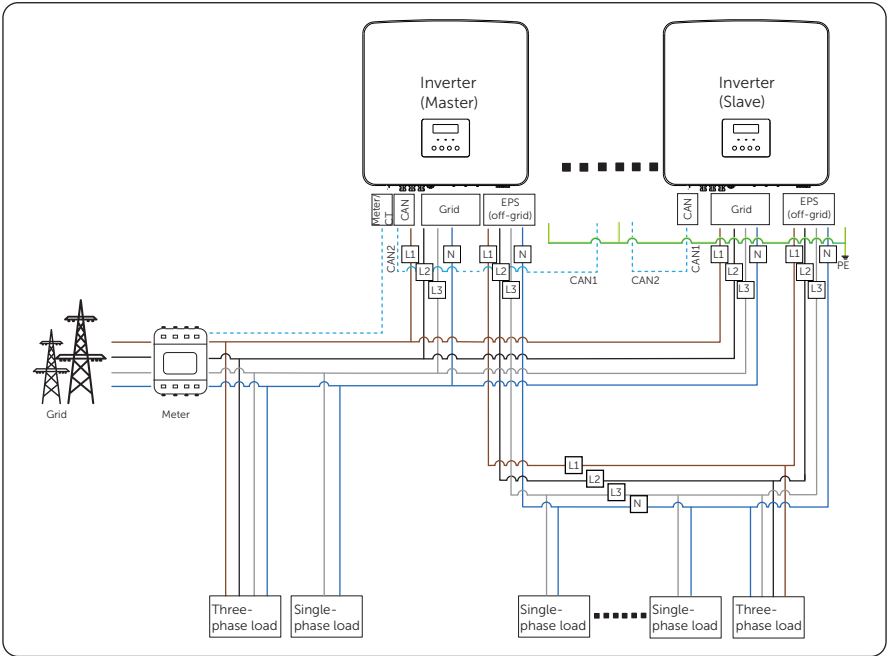 Inverter
(Master)
Inverter
(Slave)
Meter/
CT
CAN
Grid
EPS
(off-grid)
CAN
Grid
EPS
(off-grid)
CAN2
L1
L2
L3
N
L1
L2
L3
N
CAN1
CAN2
CAN1
L1
L2
L3
N
L1
L2
L3
N
PE
Grid
Meter
L1
L2
L3
N
Three-
phase load
Single-
phase load
Single-
phase load
Single-
phase load
Three-
phase load